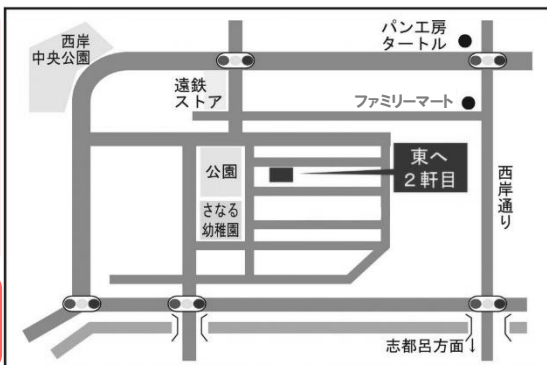 西岸
中央公園
パン工房
タートル
遠鉄
ストア
ファミリーマート
公園
東へ
2軒目
さなる
幼稚園
西岸通り
志都呂方面↓